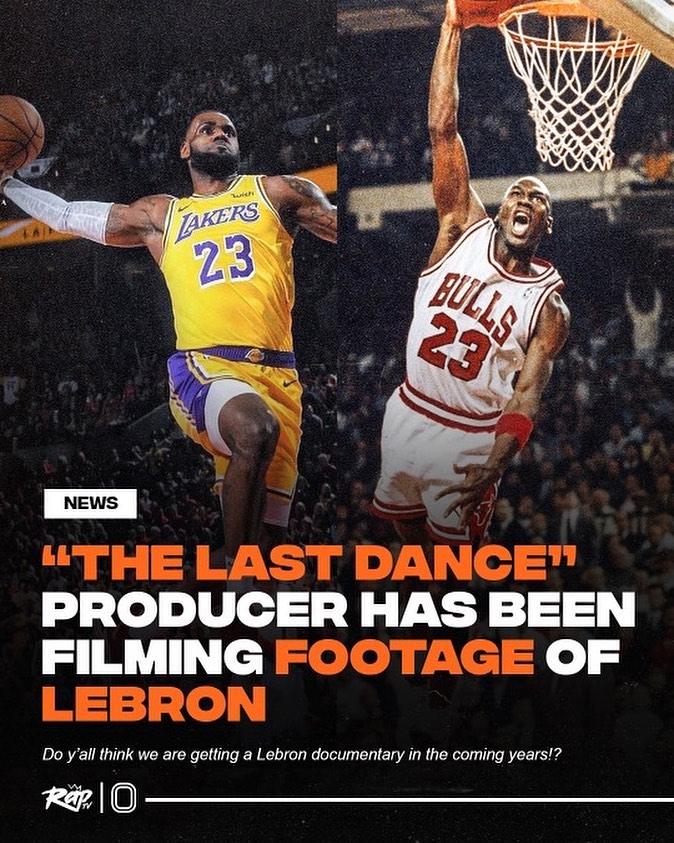 wish
LAKERS
23
BULLS
23
NEWS
“THE LAST DANCE”
PRODUCER HAS BEEN
FILMING FOOTAGE OF
LEBRON
Do y’all think we are getting a Lebron documentary in the coming years!?
Rap TV